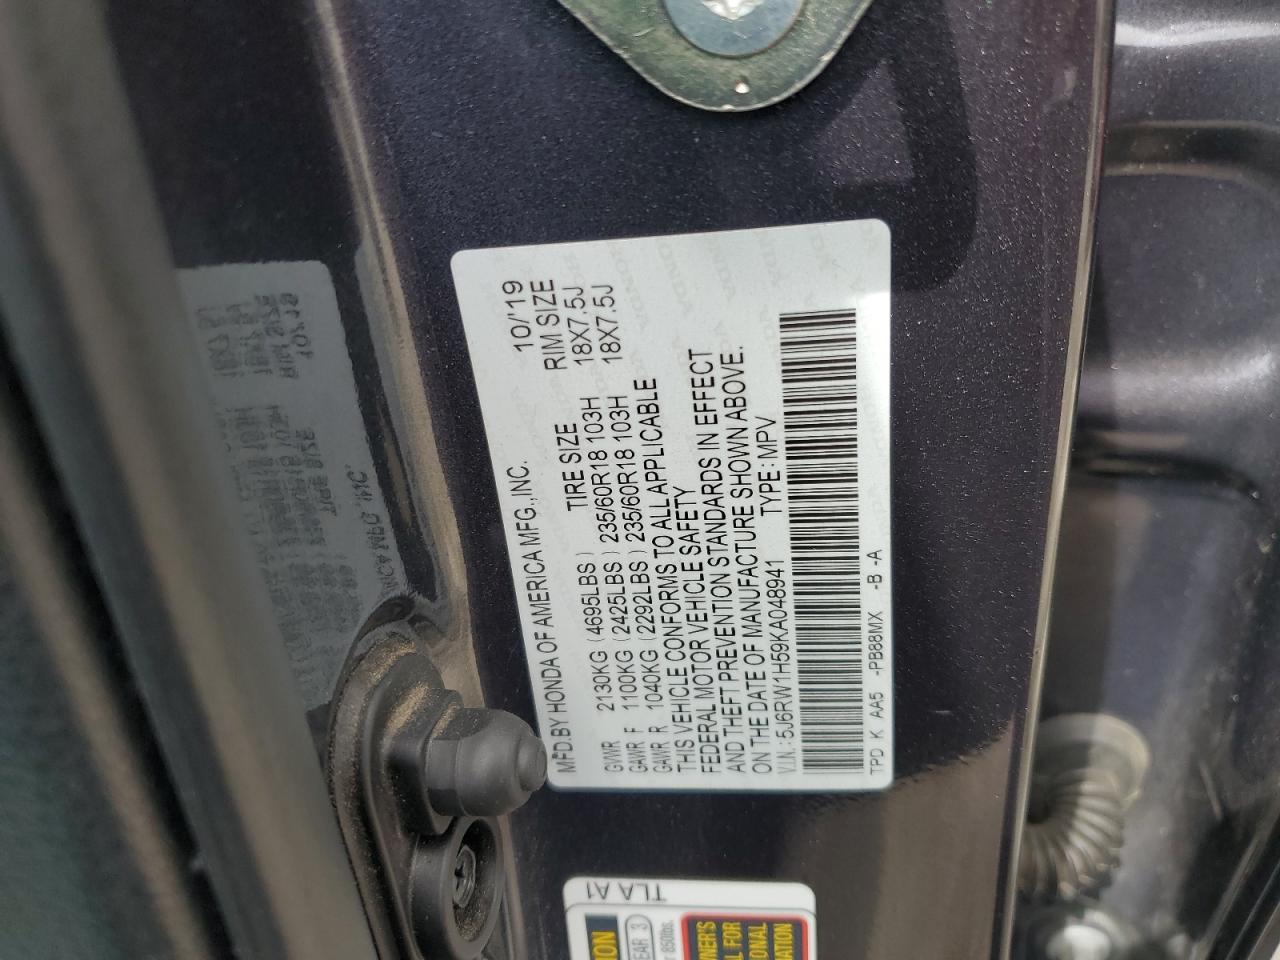 MFD.BY HONDA OF AMERICA MFG.,INC. 10/'19
TIRE SIZE RIM SIZE
GVWR 2130KG (4695LBS) 235/60R18 103H 18X7.5J
GAWR F 1100KG (2425LBS) 235/60R18 103H 18X7.5J
GAWR R 1040KG (2292LBS)
THIS VEHICLE CONFORMS TO ALL APPLICABLE
FEDERAL MOTOR VEHICLE SAFETY
AND THEFT PREVENTION STANDARDS IN EFFECT
ON THE DATE OF MANUFACTURE SHOWN ABOVE.
V.I.N.:5J6RW1H59KA048941 TYPE:MPV
TPD K AA5 -PB88MX -B -A
TLA A1